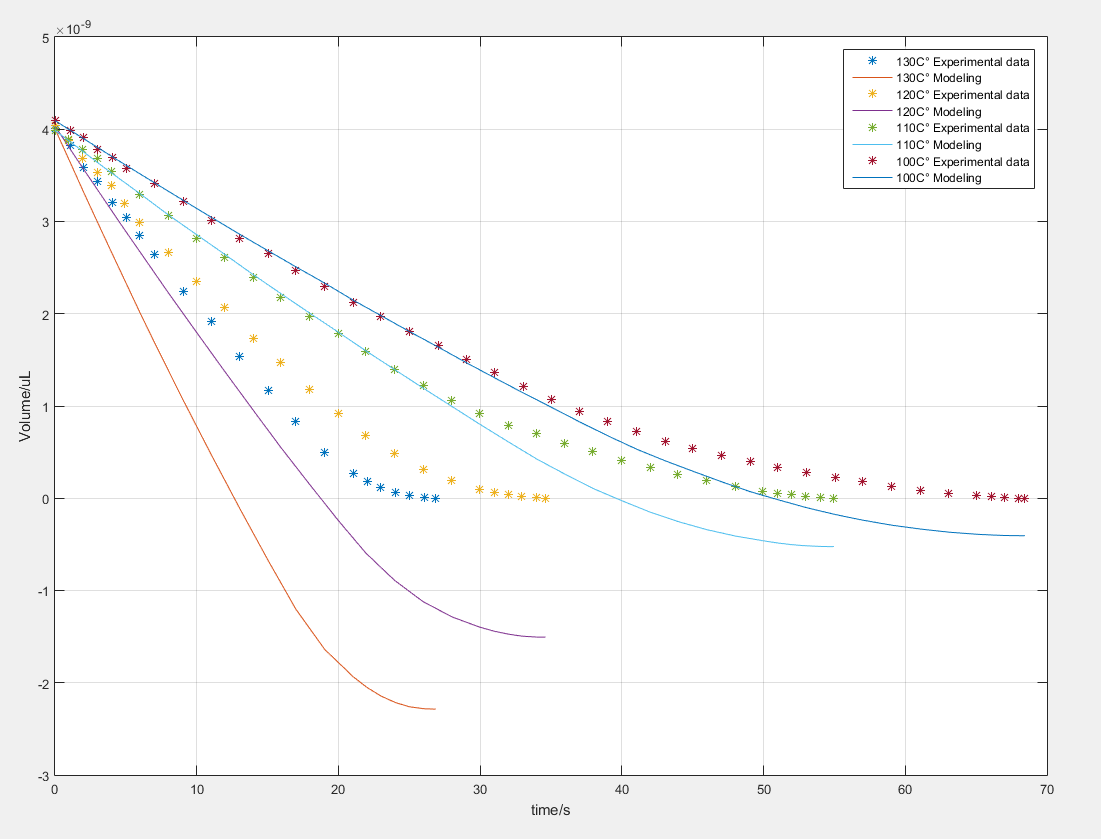 ×10-9
5
4
3
2
1
0
-1
-2
-3
Volume/uL
0 10 20 30 40 50 60 70
time/s
130C° Experimental data
130C° Modeling
120C° Experimental data
120C° Modeling
110C° Experimental data
110C° Modeling
100C° Experimental data
100C° Modeling